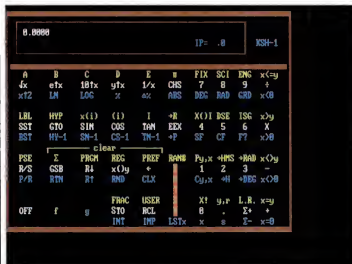 0.0000
IP= .0 KSH-1
A B C D E FIX SCI ENG x<=y
√x e↑x 10↑x y↑x 1/x CHS 7 8 9 ÷
x↑2 LN LOG % ABS DEG RAD GRD x<0
LBL HYP x(i) (i) I →R X()I DSE ISG x>y
SST GTO SIN COS TAN EEX 4 5 6 X
BST HY-1 SN-1 CS-1 TN-1 →P SF CF F? x>0
clear
PSE Σ PRGM REG PREF RAN# Py,x →HMS →RAD x()y
R/S GSB R↓ x()y ← 1 2 3 -
P/R RTN R↑ RND CLX Cy,x →H →DEG x()0
FRAC USER X! y,r L.R. x=y
OFF f g STO RCL 0 . Σ+ +
INT IMP LSTx x s Σ- x=0